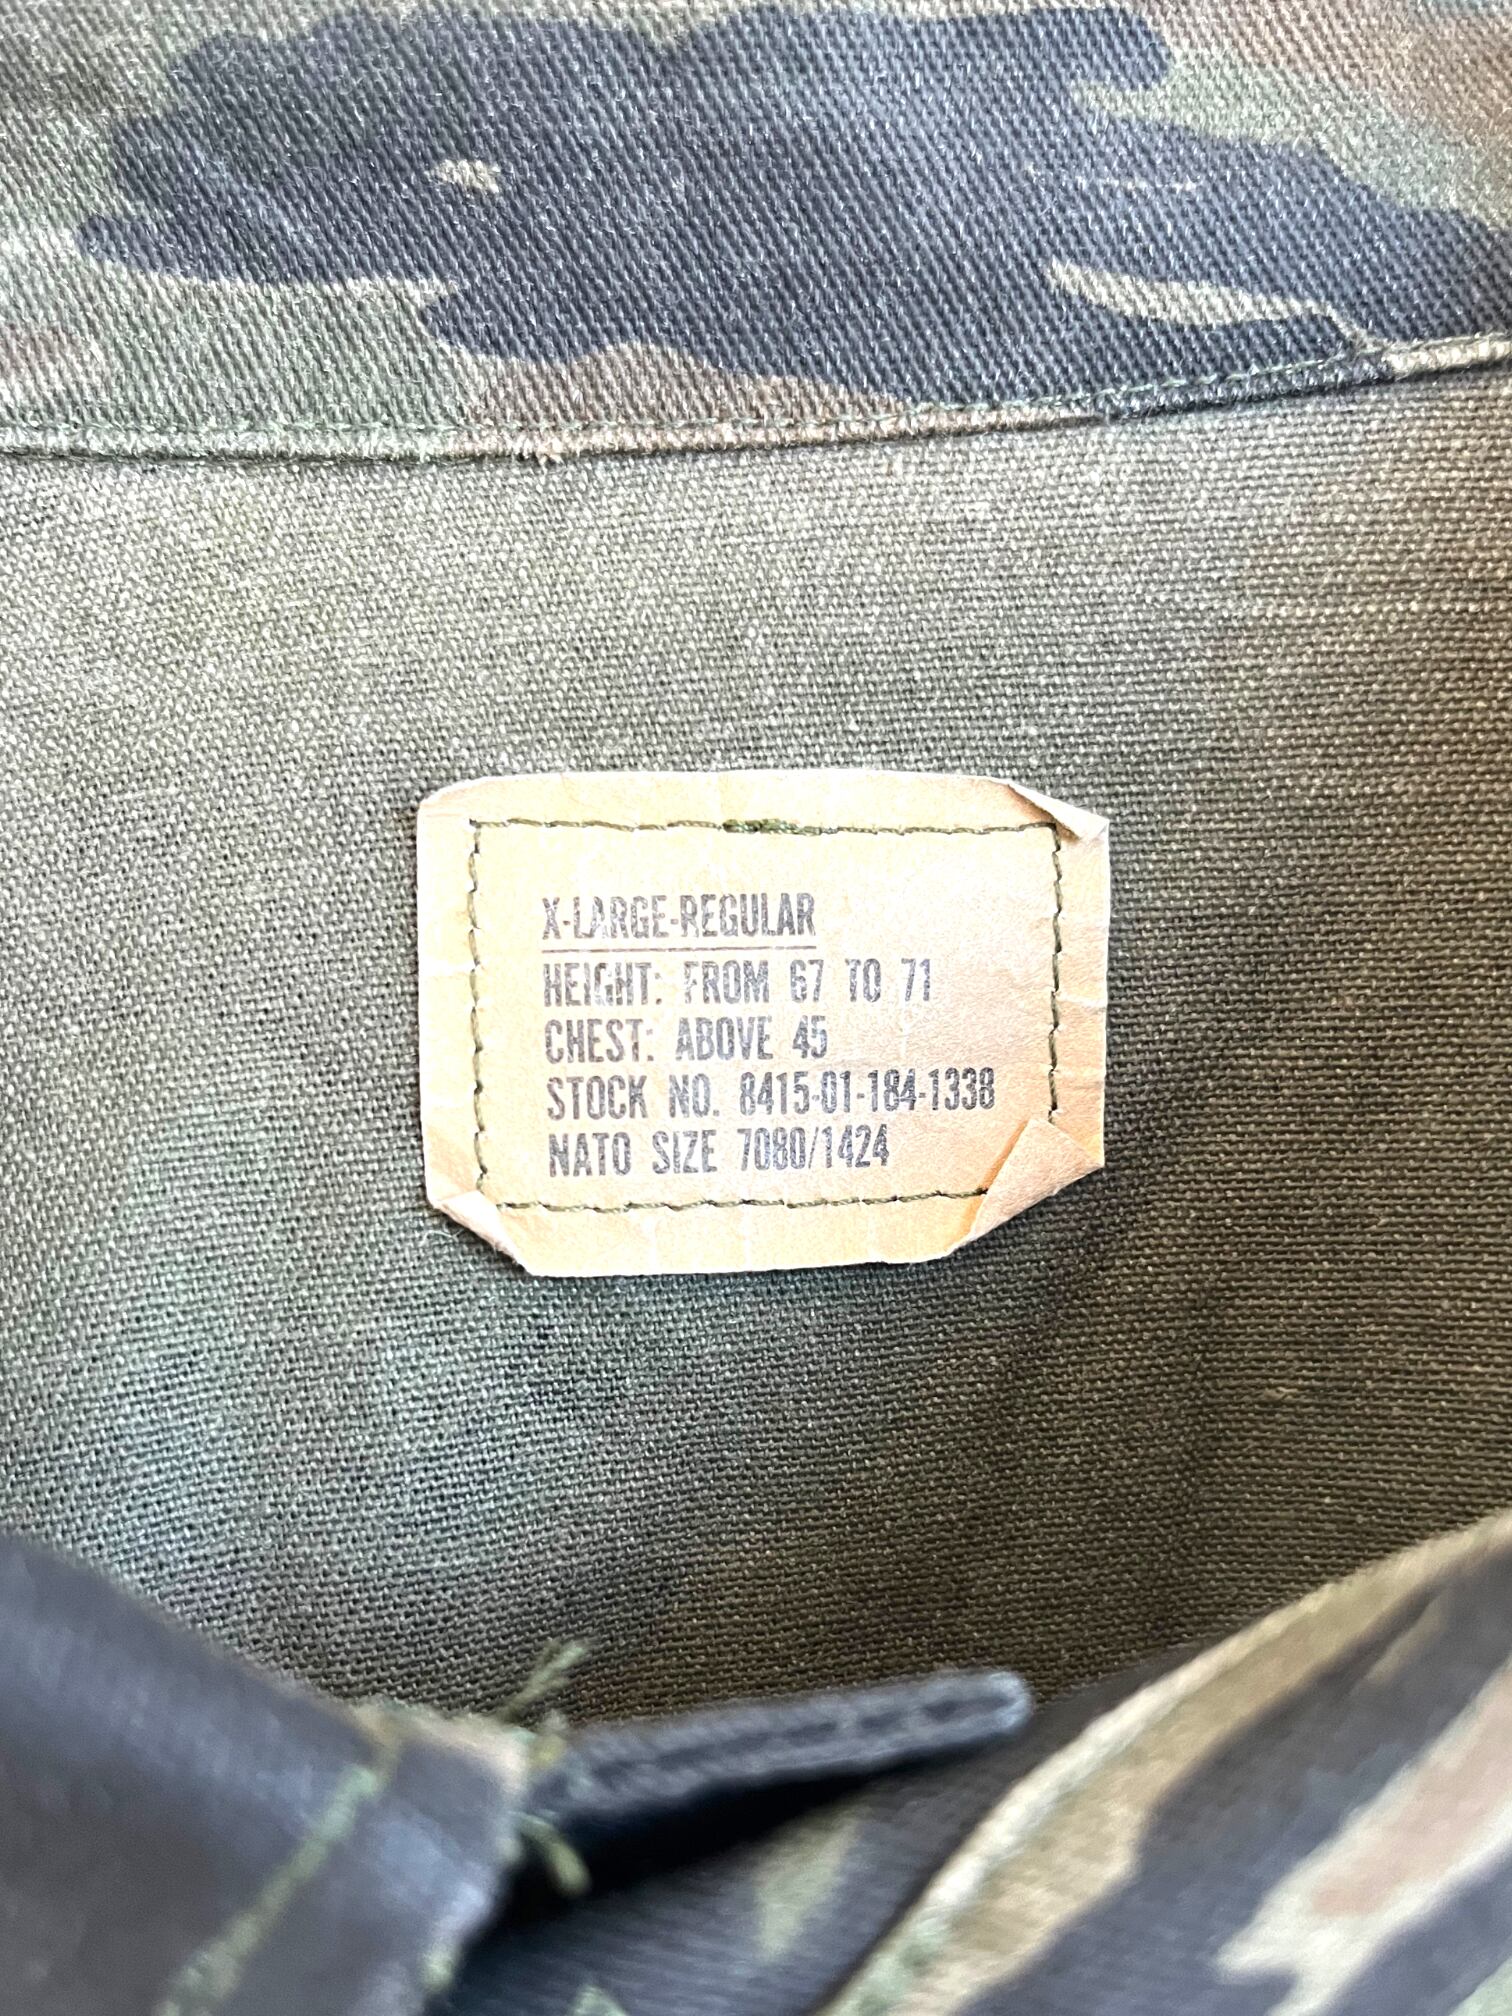 X-LARGE-REGULAR
HEIGHT: FROM 67 TO 71
CHEST: ABOVE 45
STOCK NO. 8415-01-184-1338
NATO SIZE 7080/1424